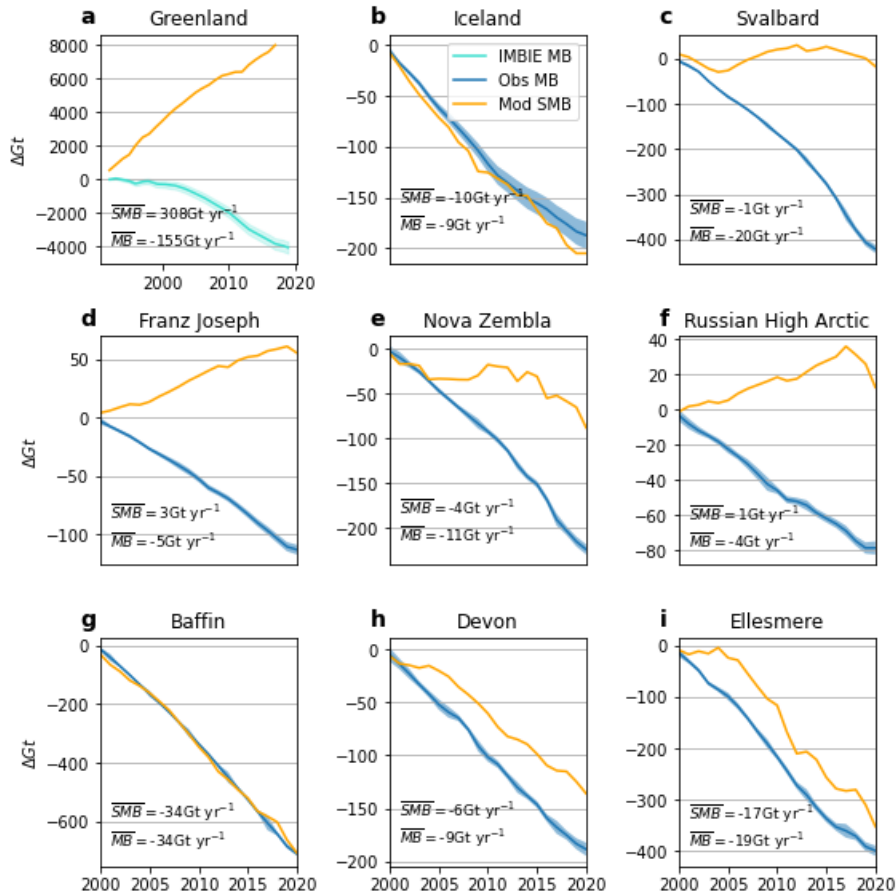 a Greenland
8000
6000
4000
2000
0
−2000
−4000
ΔGt
SMB = 308Gt yr⁻¹
MB = -155Gt yr⁻¹
2000 2010 2020
b Iceland
0
−50
−100
−150
−200
IMBIE MB
Obs MB
Mod SMB
SMB = -10Gt yr⁻¹
MB = -9Gt yr⁻¹
c Svalbard
0
−100
−200
−300
−400
SMB = -1Gt yr⁻¹
MB = -20Gt yr⁻¹
d Franz Joseph
50
0
−50
−100
ΔGt
SMB = 3Gt yr⁻¹
MB = -5Gt yr⁻¹
e Nova Zembla
0
−50
−100
−150
−200
SMB = -4Gt yr⁻¹
MB = -11Gt yr⁻¹
f Russian High Arctic
40
20
0
−20
−40
−60
−80
SMB = 1Gt yr⁻¹
MB = -4Gt yr⁻¹
g Baffin
0
−200
−400
−600
ΔGt
SMB = -34Gt yr⁻¹
MB = -34Gt yr⁻¹
2000 2005 2010 2015 2020
h Devon
0
−50
−100
−150
−200
SMB = -6Gt yr⁻¹
MB = -9Gt yr⁻¹
2000 2005 2010 2015 2020
i Ellesmere
0
−100
−200
−300
−400
SMB = -17Gt yr⁻¹
MB = -19Gt yr⁻¹
2000 2005 2010 2015 2020